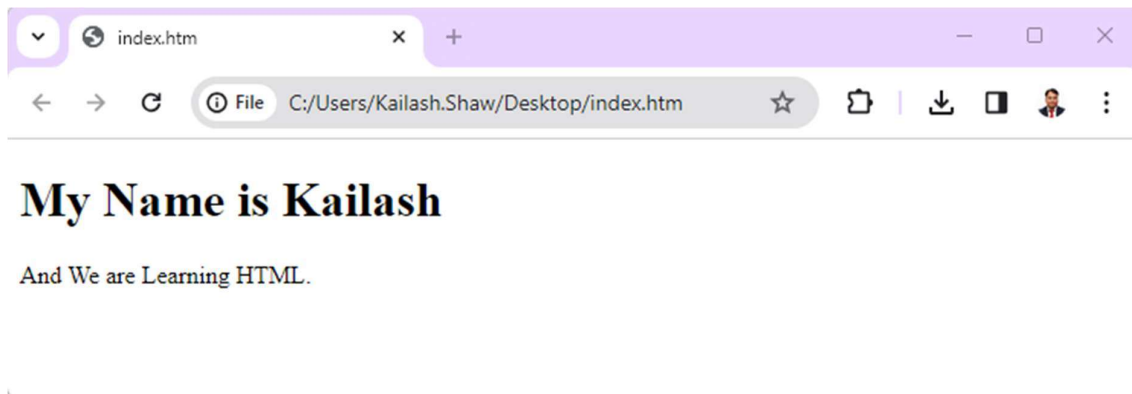 index.htm
File C:/Users/Kailash.Shaw/Desktop/index.htm
My Name is Kailash
And We are Learning HTML.